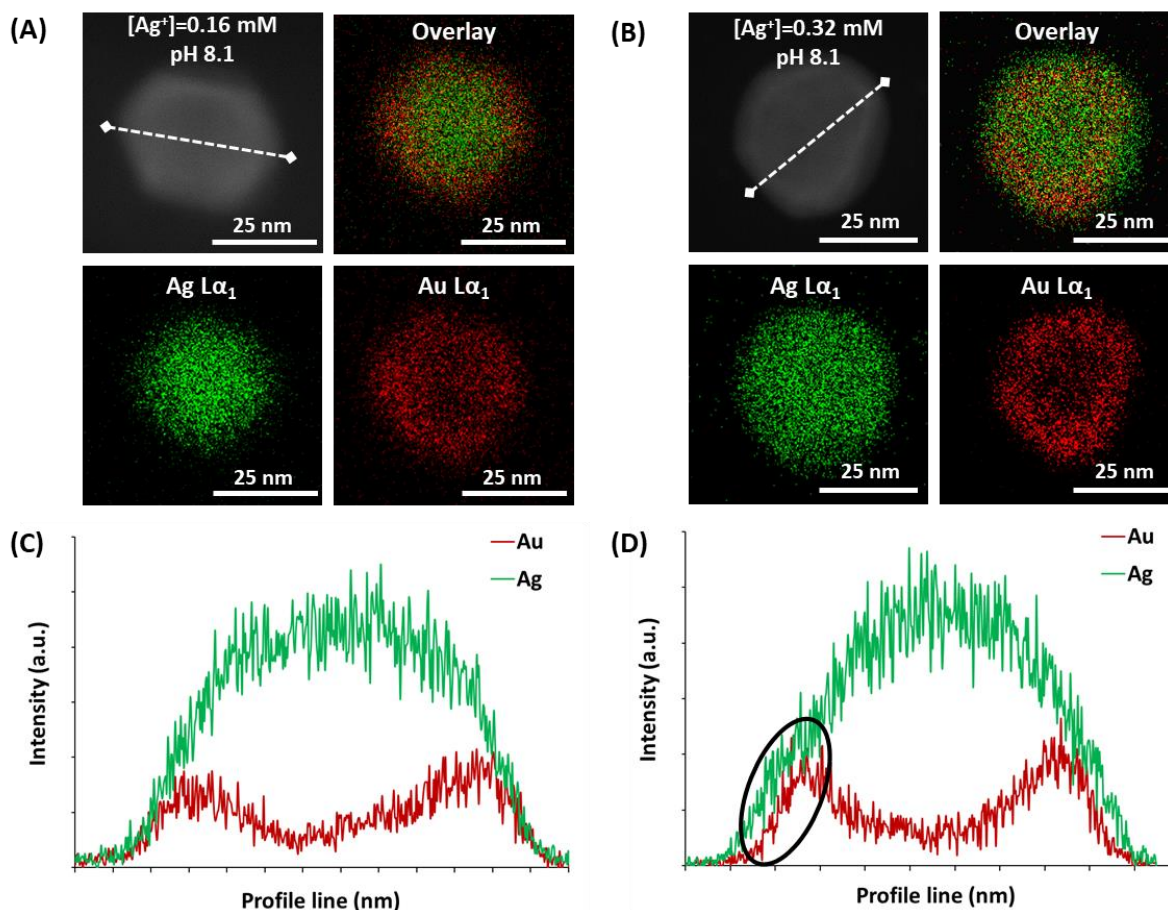 (A)
[Ag⁺]=0.16 mM
pH 8.1
25 nm
Overlay
25 nm
Ag Lα₁
25 nm
Au Lα₁
25 nm
(B)
[Ag⁺]=0.32 mM
pH 8.1
25 nm
Overlay
25 nm
Ag Lα₁
25 nm
Au Lα₁
25 nm
(C)
Au
Ag
Intensity (a.u.)
Profile line (nm)
(D)
Au
Ag
Intensity (a.u.)
Profile line (nm)